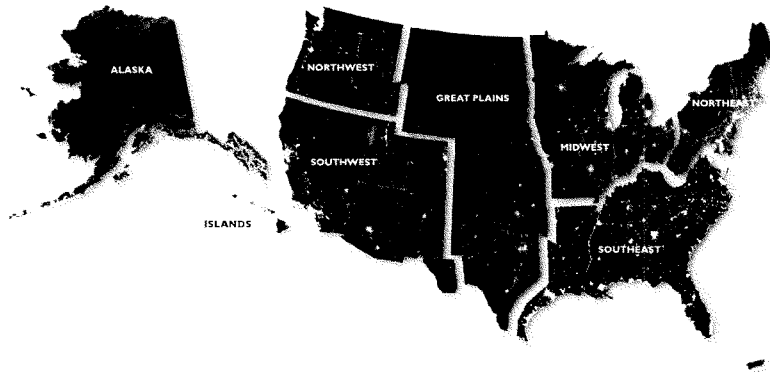 ALASKA
NORTHWEST
GREAT PLAINS
NORTHEAST
MIDWEST
SOUTHWEST
ISLANDS
SOUTHEAST